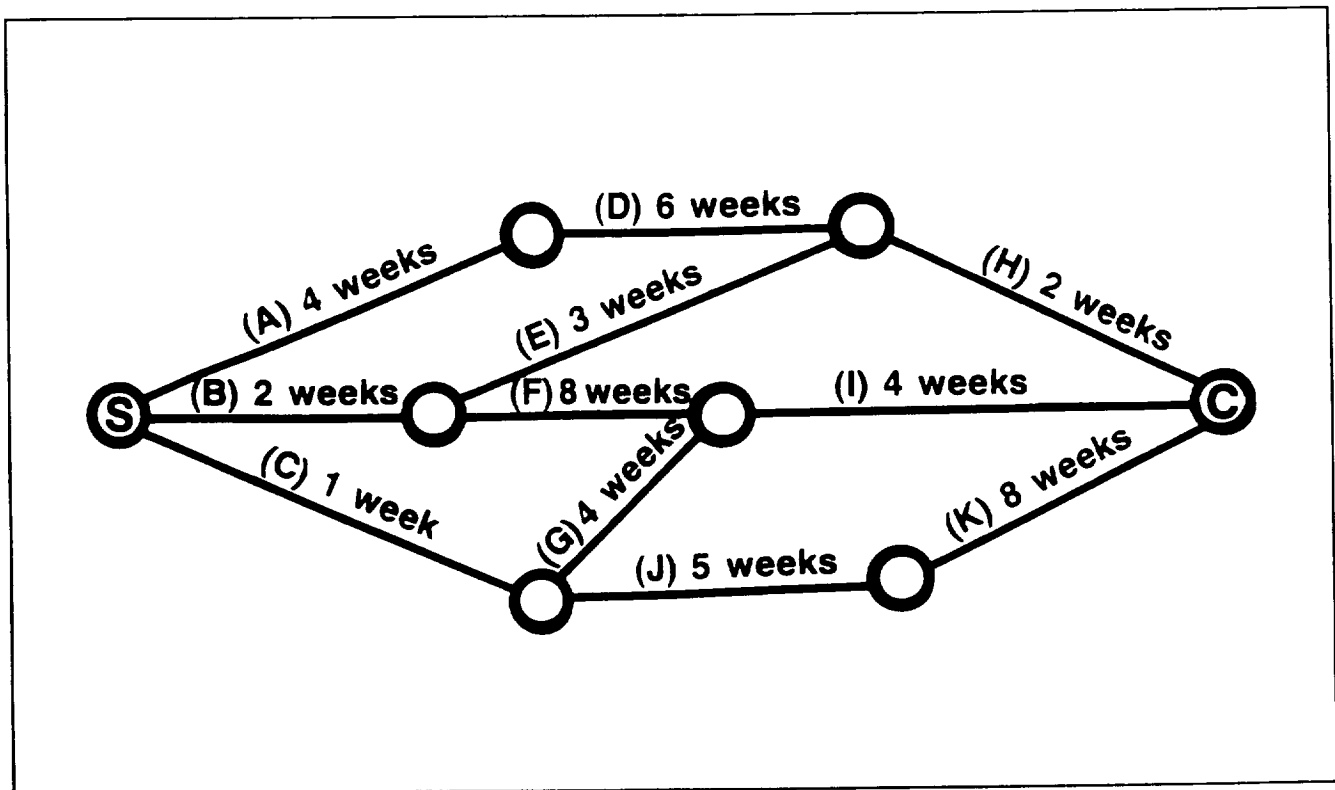 (D) 6 weeks
(A) 4 weeks
(H) 2 weeks
(E) 3 weeks
(B) 2 weeks
(F) 8 weeks
(I) 4 weeks
S
C
(C) 1 week
(G) 4 weeks
(K) 8 weeks
(J) 5 weeks